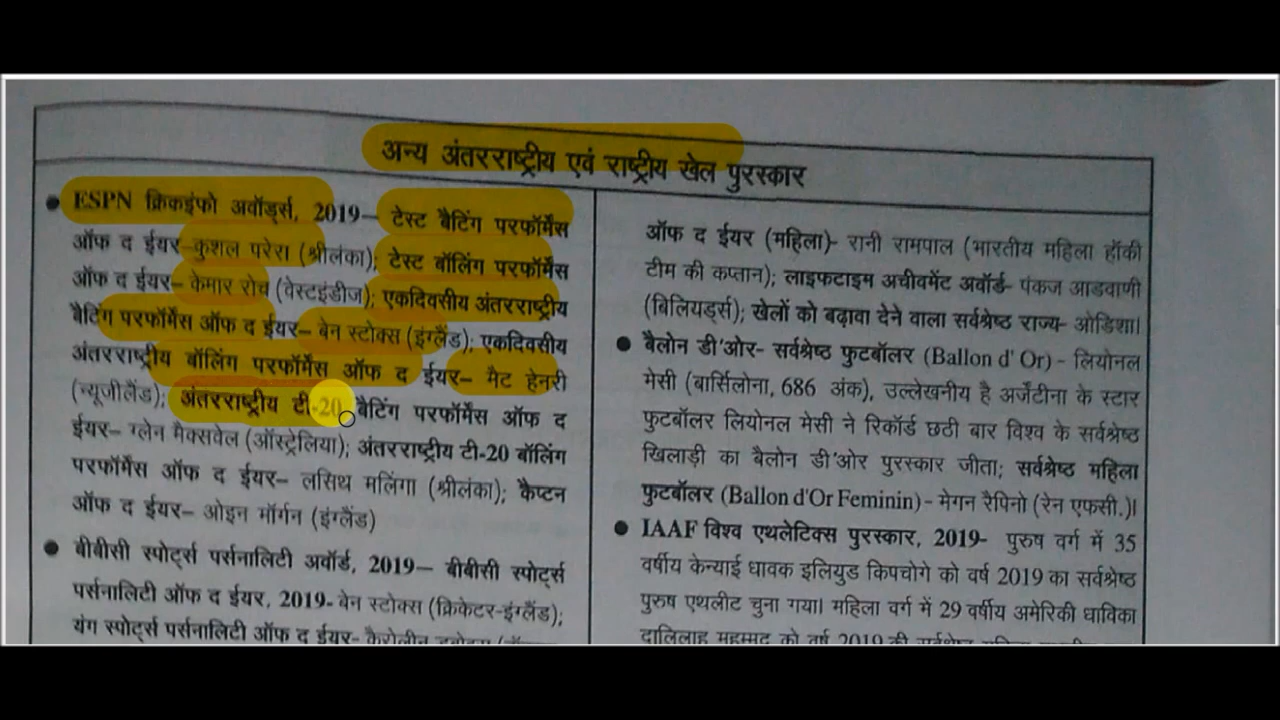 अन्य अंतरराष्ट्रीय एवं राष्ट्रीय खेल पुरस्कार
● ESPN क्रिकइंफो अवॉर्ड्स, 2019– टेस्ट बैटिंग परफॉर्मेंस
ऑफ द ईयर–कुशल परेरा (श्रीलंका); टेस्ट बॉलिंग परफॉर्मेंस
ऑफ द ईयर– केमार रोच (वेस्टइंडीज); एकदिवसीय अंतरराष्ट्रीय
बैटिंग परफॉर्मेंस ऑफ द ईयर– बेन स्टोक्स (इंग्लैंड); एकदिवसीय
अंतरराष्ट्रीय बॉलिंग परफॉर्मेंस ऑफ द ईयर– मैट हेनरी
(न्यूजीलैंड); अंतरराष्ट्रीय टी-20 बैटिंग परफॉर्मेंस ऑफ द
ईयर– ग्लेन मैक्सवेल (ऑस्ट्रेलिया); अंतरराष्ट्रीय टी-20 बॉलिंग
परफॉर्मेंस ऑफ द ईयर– लसिथ मलिंगा (श्रीलंका); कैप्टन
ऑफ द ईयर– ओइन मॉर्गन (इंग्लैंड)
● बीबीसी स्पोर्ट्स पर्सनालिटी अवॉर्ड, 2019– बीबीसी स्पोर्ट्स
पर्सनालिटी ऑफ द ईयर, 2019- बेन स्टोक्स (क्रिकेटर-इंग्लैंड);
यंग स्पोर्ट्स पर्सनालिटी ऑफ द ईयर- कैरोलीन
ऑफ द ईयर (महिला)- रानी रामपाल (भारतीय महिला हॉकी
टीम की कप्तान); लाइफटाइम अचीवमेंट अवॉर्ड- पंकज आडवाणी
(बिलियर्ड्स); खेलों को बढ़ावा देने वाला सर्वश्रेष्ठ राज्य- ओडिशा।
● बैलोन डी'ओर- सर्वश्रेष्ठ फुटबॉलर (Ballon d' Or) - लियोनल
मेसी (बार्सिलोना, 686 अंक), उल्लेखनीय है अर्जेंटीना के स्टार
फुटबॉलर लियोनल मेसी ने रिकॉर्ड छठी बार विश्व के सर्वश्रेष्ठ
खिलाड़ी का बैलोन डी'ओर पुरस्कार जीता; सर्वश्रेष्ठ महिला
फुटबॉलर (Ballon d'Or Feminin) - मेगन रैपिनो (रेन एफसी.)।
● IAAF विश्व एथलेटिक्स पुरस्कार, 2019- पुरुष वर्ग में 35
वर्षीय केन्याई धावक इलियुड किपचोगे को वर्ष 2019 का सर्वश्रेष्ठ
पुरुष एथलीट चुना गया। महिला वर्ग में 29 वर्षीय अमेरिकी धाविका
दालिलाह मुहम्मद को वर्ष 2019 की सर्वश्रेष्ठ